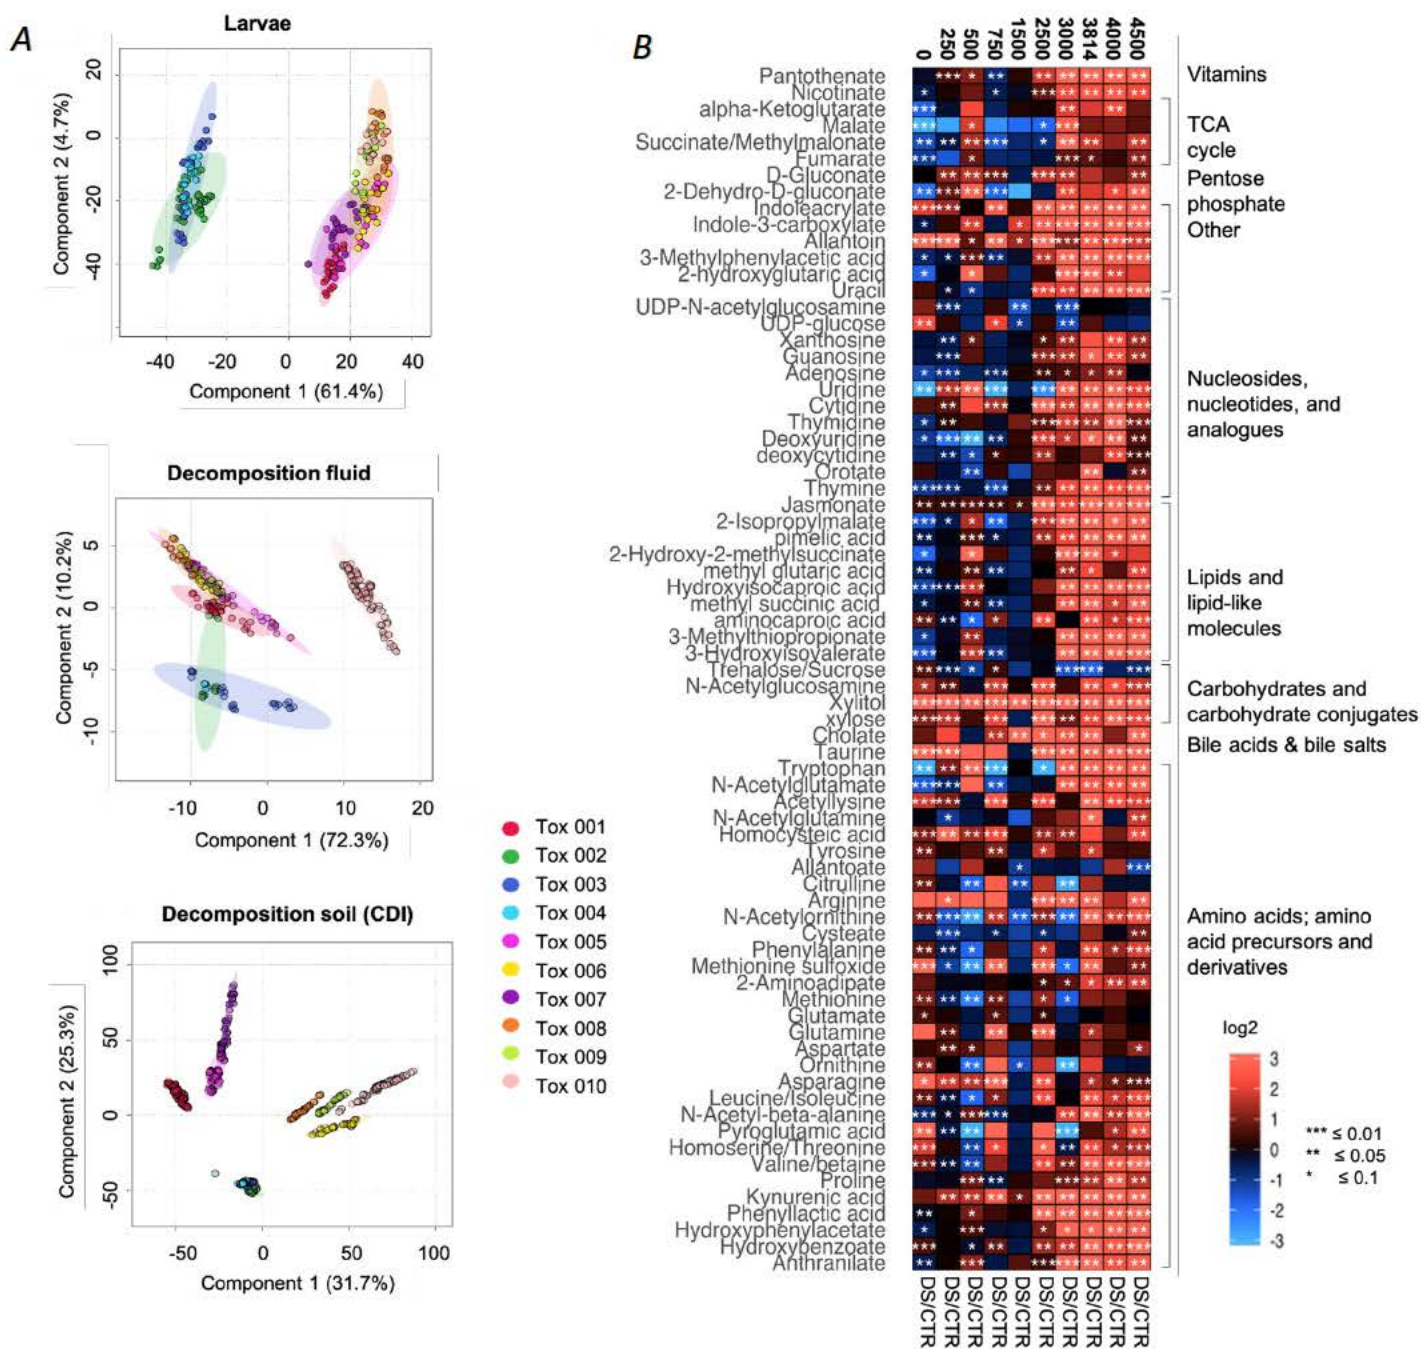 A
Larvae
Component 2 (4.7%)
20
0
-20
-40
-40
-20
0
20
40
Component 1 (61.4%)
Decomposition fluid
Component 2 (10.2%)
5
0
-5
-10
-10
0
10
20
Component 1 (72.3%)
Decomposition soil (CDI)
Component 2 (25.3%)
100
50
0
-50
-50
0
50
100
Component 1 (31.7%)
Tox 001
Tox 002
Tox 003
Tox 004
Tox 005
Tox 006
Tox 007
Tox 008
Tox 009
Tox 010
B
0
250
500
750
1500
2500
3000
3814
4000
4500
Pantothenate
Nicotinate
alpha-Ketoglutarate
Malate
Succinate/Methylmalonate
Fumarate
D-Gluconate
2-Dehydro-D-gluconate
Indoleacrylate
Indole-3-carboxylate
Allantoin
3-Methylphenylacetic acid
2-hydroxyglutaric acid
Uracil
UDP-N-acetylglucosamine
UDP-glucose
Xanthosine
Guanosine
Adenosine
Uridine
Cytidine
Thymidine
Deoxyuridine
deoxycytidine
Orotate
Thymine
Jasmonate
2-Isopropylmalate
pimelic acid
2-Hydroxy-2-methylsuccinate
methyl glutaric acid
Hydroxyisocaproic acid
methyl succinic acid
aminocaproic acid
3-Methylthiopropionate
3-Hydroxyisovalerate
Trehalose/Sucrose
N-Acetylglucosamine
Xylitol
xylose
Cholate
Taurine
Tryptophan
N-Acetylglutamate
Acetyllysine
N-Acetylglutamine
Homocysteic acid
Tyrosine
Allantoate
Citrulline
Arginine
N-Acetylornithine
Cysteate
Phenylalanine
Methionine sulfoxide
2-Aminoadipate
Methionine
Glutamate
Glutamine
Aspartate
Ornithine
Asparagine
Leucine/Isoleucine
N-Acetyl-beta-alanine
Pyroglutamic acid
Homoserine/Threonine
Valine/betaine
Proline
Kynurenic acid
Phenyllactic acid
Hydroxyphenylacetate
Hydroxybenzoate
Anthranilate
DS/CTR
DS/CTR
DS/CTR
DS/CTR
DS/CTR
DS/CTR
DS/CTR
DS/CTR
DS/CTR
DS/CTR
Vitamins
TCA
cycle
Pentose
phosphate
Other
Nucleosides,
nucleotides, and
analogues
Lipids and
lipid-like
molecules
Carbohydrates and
carbohydrate conjugates
Bile acids & bile salts
Amino acids; amino
acid precursors and
derivatives
log2
3
2
1
0
-1
-2
-3
*** ≤ 0.01
** ≤ 0.05
* ≤ 0.1